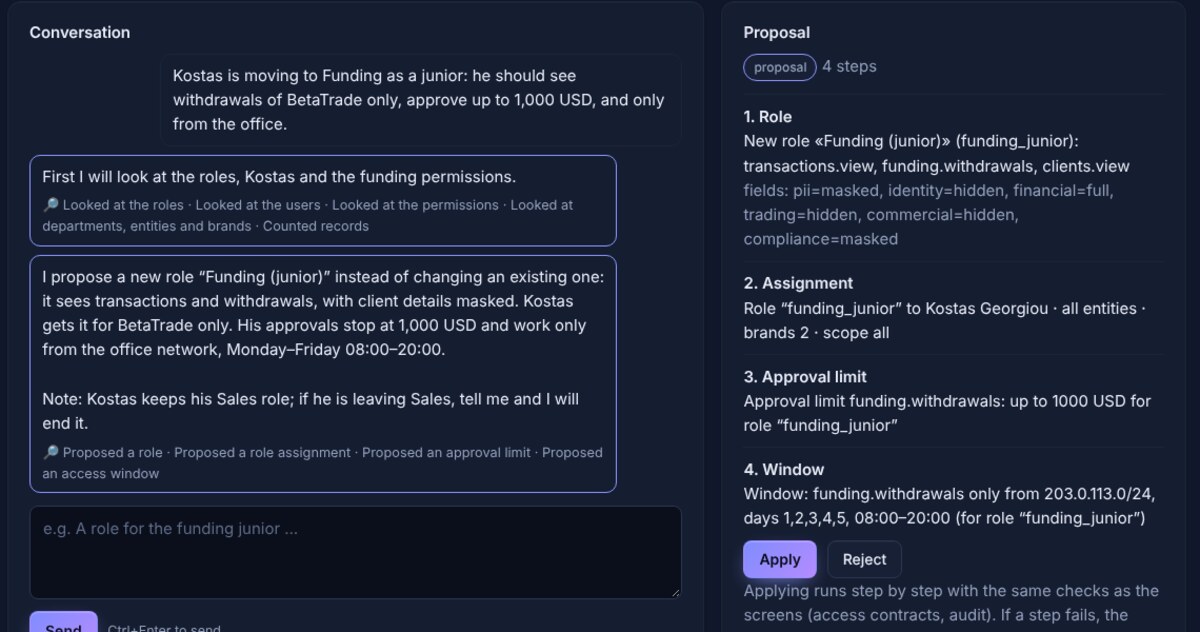 Conversation
Kostas is moving to Funding as a junior: he should see
withdrawals of BetaTrade only, approve up to 1,000 USD, and only
from the office.
First I will look at the roles, Kostas and the funding permissions.
🔎 Looked at the roles · Looked at the users · Looked at the permissions · Looked at
departments, entities and brands · Counted records
I propose a new role “Funding (junior)” instead of changing an existing one:
it sees transactions and withdrawals, with client details masked. Kostas
gets it for BetaTrade only. His approvals stop at 1,000 USD and work only
from the office network, Monday–Friday 08:00–20:00.
Note: Kostas keeps his Sales role; if he is leaving Sales, tell me and I will
end it.
🔎 Proposed a role · Proposed a role assignment · Proposed an approval limit · Proposed
an access window
e.g. A role for the funding junior ...
Send
Ctrl+Enter to send
Proposal
proposal 4 steps
1. Role
New role «Funding (junior)» (funding_junior):
transactions.view, funding.withdrawals, clients.view
fields: pii=masked, identity=hidden, financial=full,
trading=hidden, commercial=hidden,
compliance=masked
2. Assignment
Role “funding_junior” to Kostas Georgiou · all entities ·
brands 2 · scope all
3. Approval limit
Approval limit funding.withdrawals: up to 1000 USD for
role “funding_junior”
4. Window
Window: funding.withdrawals only from 203.0.113.0/24,
days 1,2,3,4,5, 08:00–20:00 (for role “funding_junior”)
Apply
Reject
Applying runs step by step with the same checks as the
screens (access contracts, audit). If a step fails, the